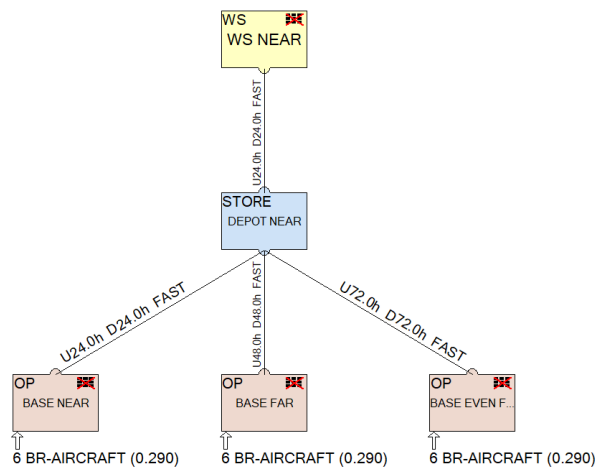 WS
WS NEAR
U24.0h D24.0h FAST
STORE
DEPOT NEAR
U24.0h D24.0h FAST
U48.0h D48.0h FAST
U72.0h D72.0h FAST
OP
BASE NEAR
OP
BASE FAR
OP
BASE EVEN F...
6 BR-AIRCRAFT (0.290)
6 BR-AIRCRAFT (0.290)
6 BR-AIRCRAFT (0.290)